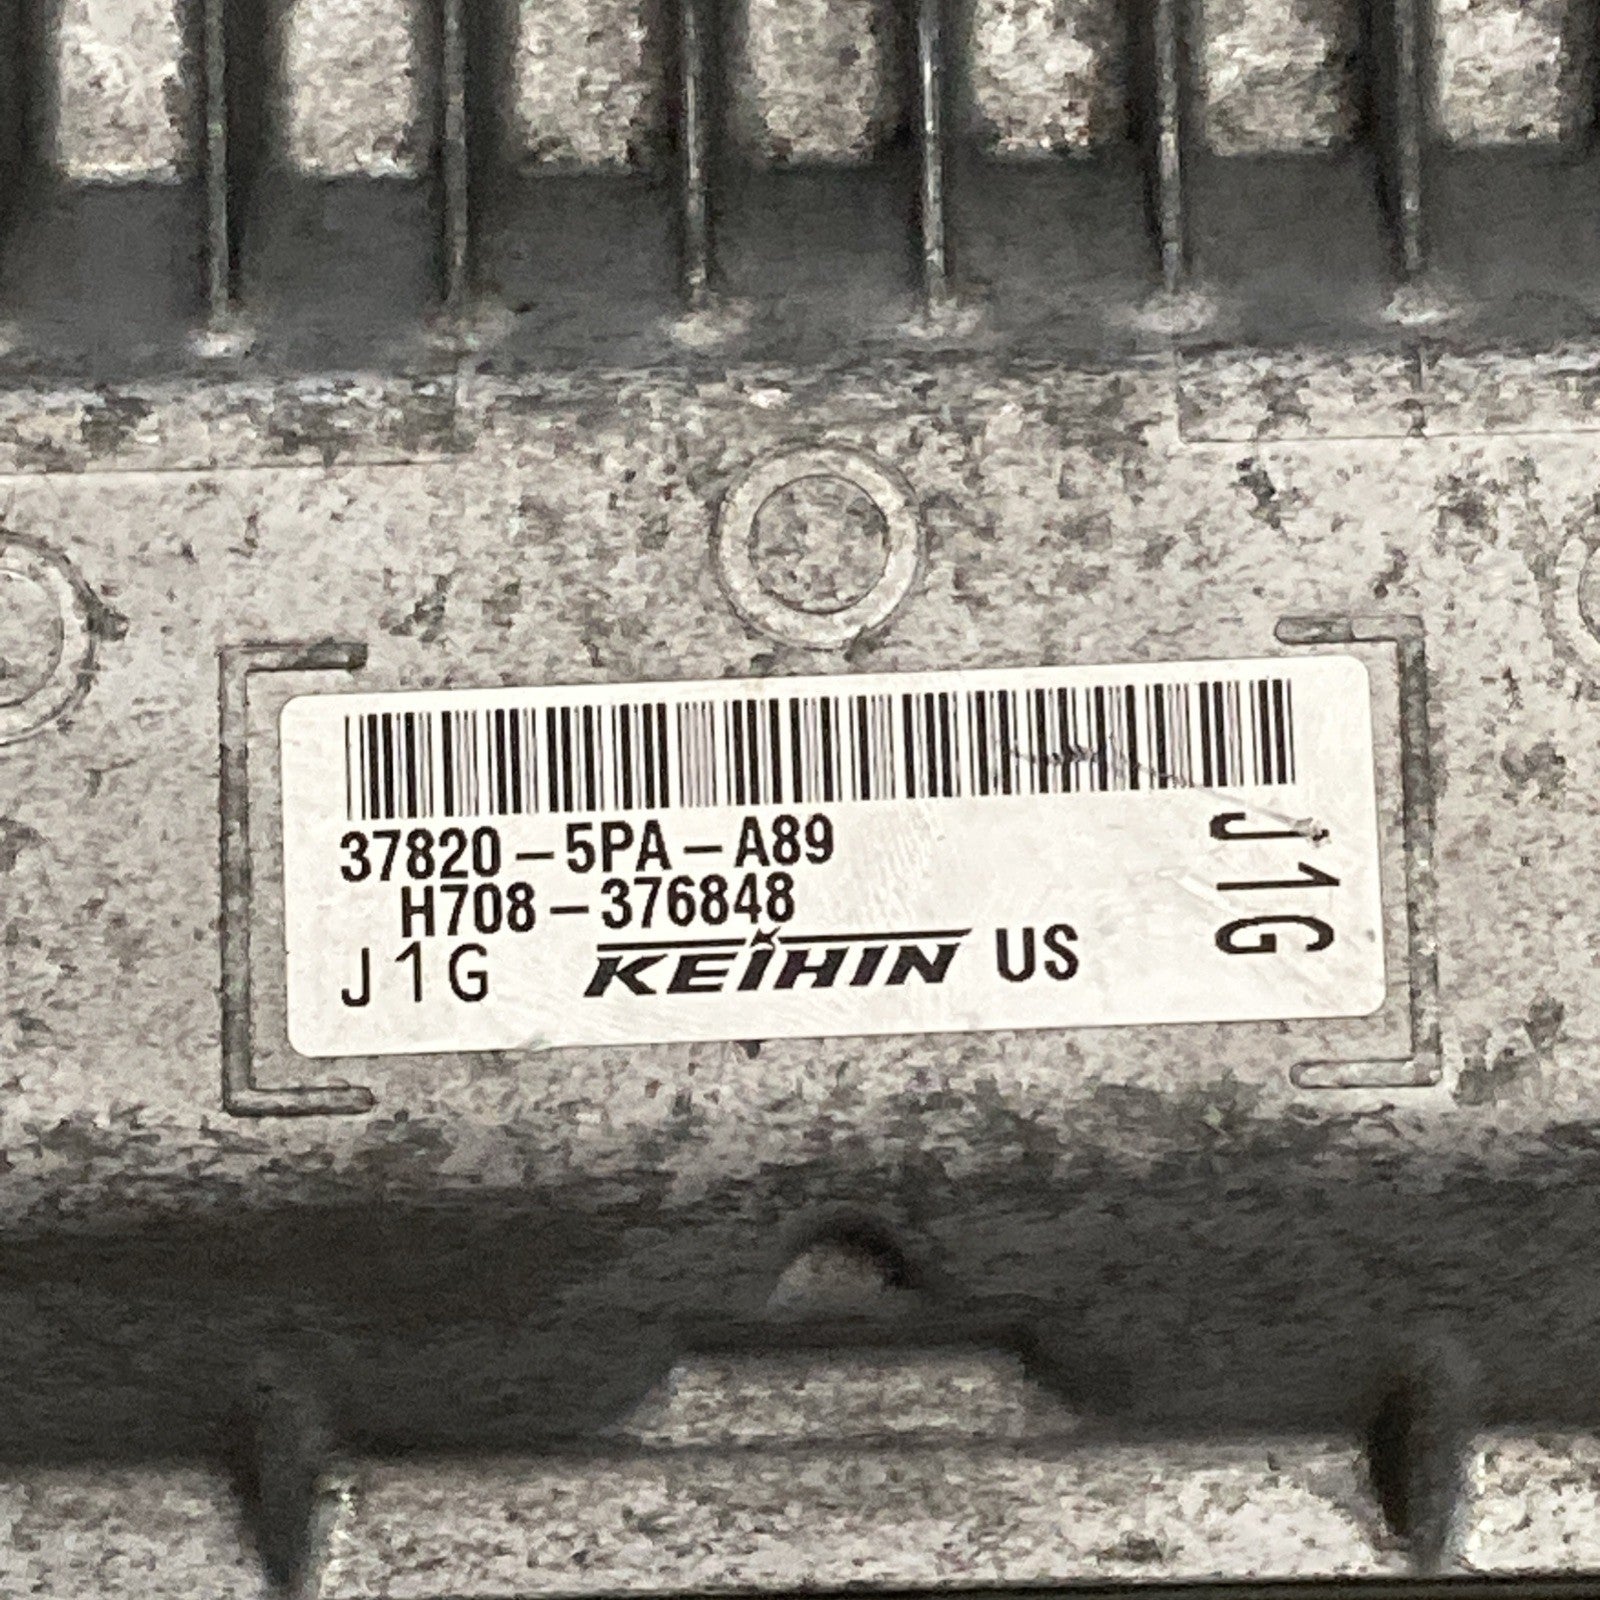 37820-5PA-A89
H708-376848
J1G KEIHIN US
J1G